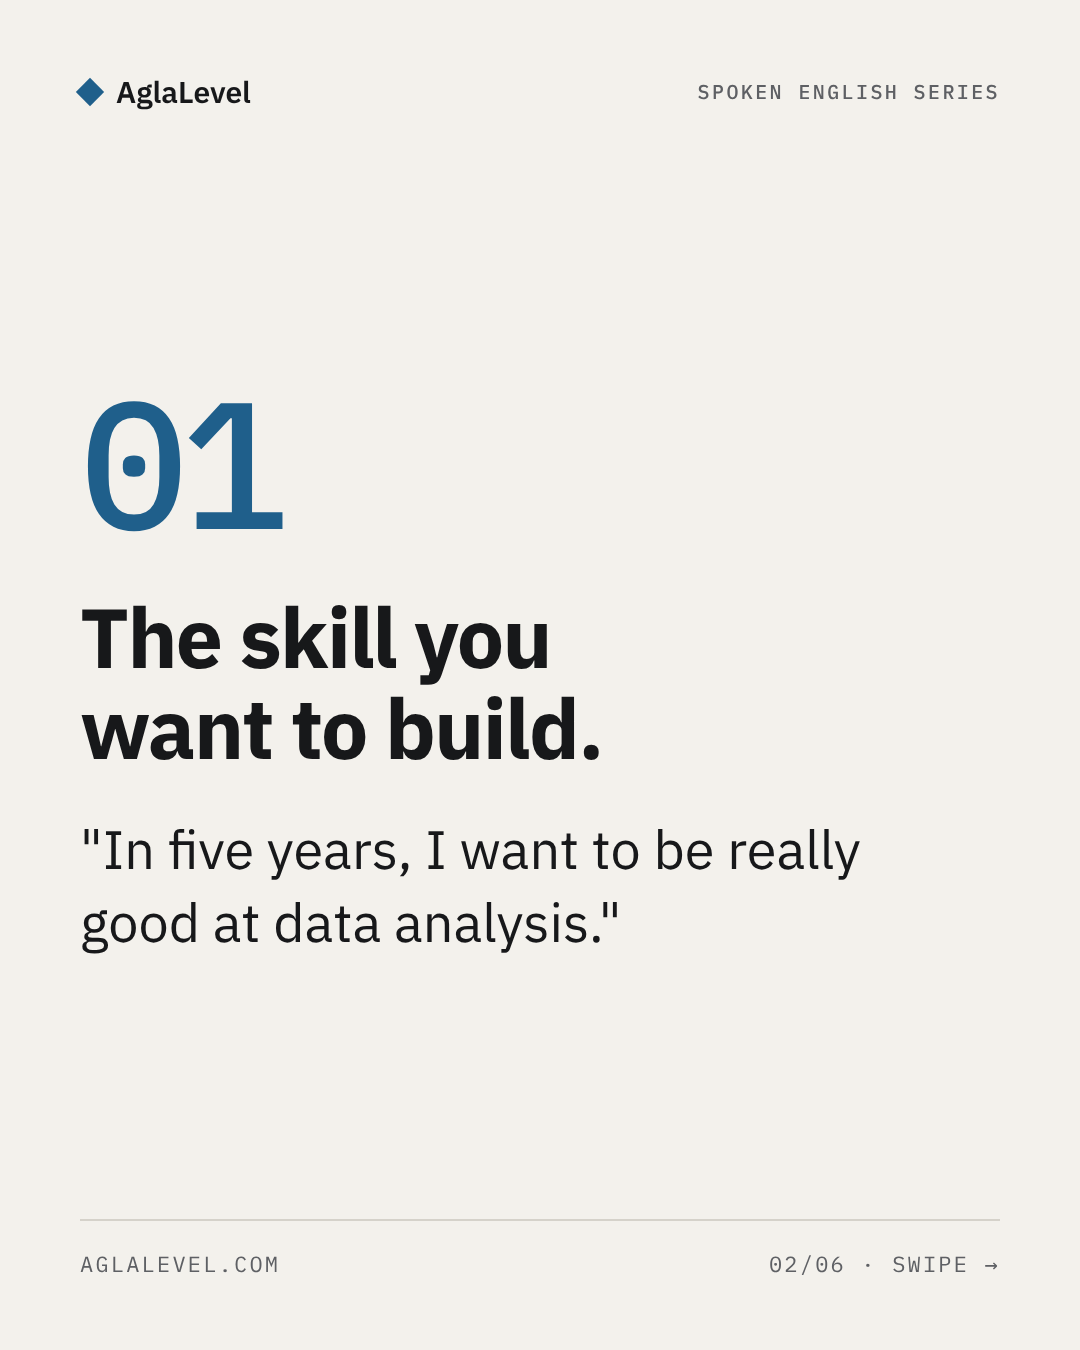 AglaLevel
SPOKEN ENGLISH SERIES
01
The skill you
want to build.
"In five years, I want to be really
good at data analysis."
AGLALEVEL.COM
02/06 · SWIPE →